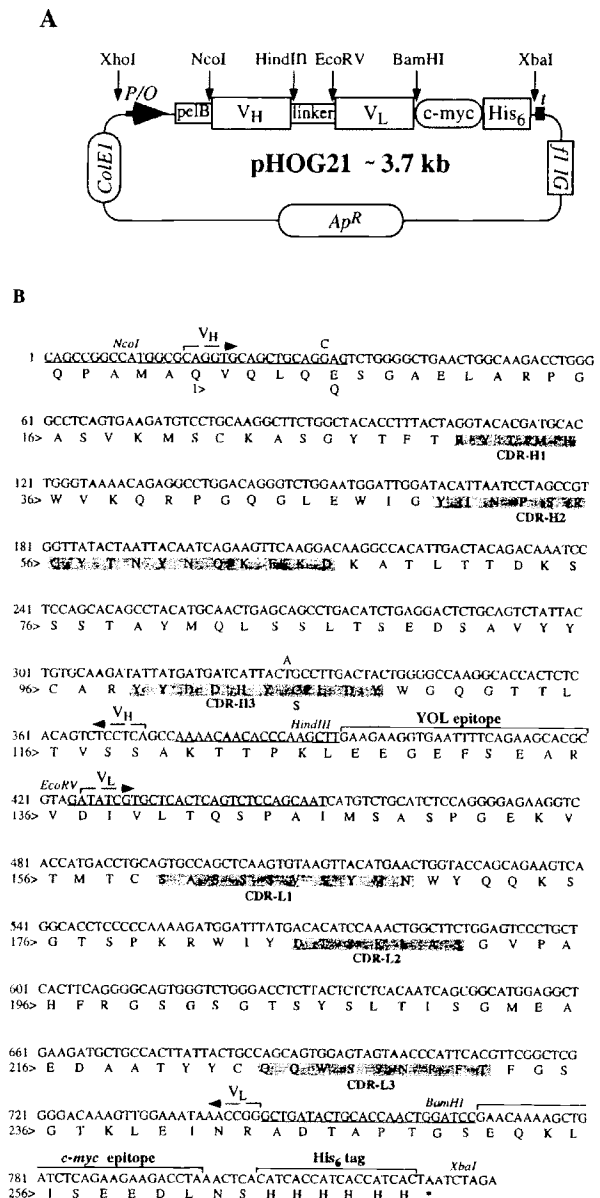 A
XhoI NcoI HindIII EcoRV BamHI XbaI
P/O t
pelB VH linker VL c-myc His6
ColE1 pHOG21 ~ 3.7 kb f1 IG
ApR
B
NcoI VH C
1 CAGCCGGCCATGGCGCAGGTGCAGCTGCAGGAGTCTGGGGCTGAACTGGCAAGACCTGGG
Q P A M A Q V Q L Q E S G A E L A R P G
1> Q
61 GCCTCAGTGAAGATGTCCTGCAAGGCTTCTGGCTACACCTTTACTAGGTACACGATGCAC
16> A S V K M S C K A S G Y T F T R Y T M H
CDR-H1
121 TGGGTAAAACAGAGGCCTGGACAGGGTCTGGAATGGATTGGATACATTAATCCTAGCCGT
36> W V K Q R P G Q G L E W I G Y I N P S R
CDR-H2
181 GGTTATACTAATTACAATCAGAAGTTCAAGGACAAGGCCACATTGACTACAGACAAATCC
56> G Y T N Y N Q K F K D K A T L T T D K S
241 TCCAGCACAGCCTACATGCAACTGAGCAGCCTGACATCTGAGGACTCTGCAGTCTATTAC
76> S S T A Y M Q L S S L T S E D S A V Y Y
A
301 TGTGCAAGATATTATGATGATCATTACTGCCTTGACTACTGGGGCCAAGGCACCACTCTC
96> C A R Y Y D D H Y C L D Y W G Q G T T L
CDR-H3 S
VH HindIII YOL epitope
361 ACAGTCTCCTCAGCCAAAACAACACCCAAGCTTGAAGAAGGTGAATTTTCAGAAGCACGC
116> T V S S A K T T P K L E E G E F S E A R
EcoRV VL
421 GTAGATATCGTGCTCACTCAGTCTCCAGCAATCATGTCTGCATCTCCAGGGGAGAAGGTC
136> V D I V L T Q S P A I M S A S P G E K V
481 ACCATGACCTGCAGTGCCAGCTCAAGTGTAAGTTACATGAACTGGTACCAGCAGAAGTCA
156> T M T C S A S S S V S Y M N W Y Q Q K S
CDR-L1
541 GGCACCTCCCCCAAAAGATGGATTTATGACACATCCAAACTGGCTTCTGGAGTCCCTGCT
176> G T S P K R W I Y D T S K L A S G V P A
CDR-L2
601 CACTTCAGGGGCAGTGGGTCTGGGACCTCTTACTCTCTCACAATCAGCGGCATGGAGGCT
196> H F R G S G S G T S Y S L T I S G M E A
661 GAAGATGCTGCCACTTATTACTGCCAGCAGTGGAGTAGTAACCCATTCACGTTCGGCTCG
216> E D A A T Y Y C Q Q W S S N F T F G S
CDR-L3
VL BamHI
721 GGGACAAAGTTGGAAATAAACCGGGCTGATACTGCACCAACTGGATCCGAACAAAAGCTG
236> G T K L E I N R A D T A P T G S E Q K L
c-myc epitope His6 tag XbaI
781 ATCTCAGAAGAAGACCTAAACTCACATCACCATCACCATCACTAATCTAGA
256> I S E E D L N S H H H H H H *